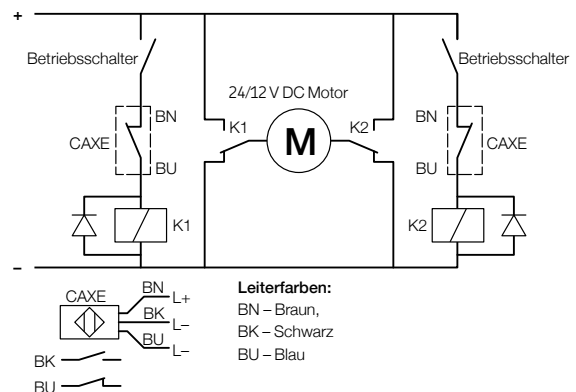 +
Betriebsschalter
Betriebsschalter
24/12 V DC Motor
BN
K1
M
K2
BN
CAXE
CAXE
BU
BU
K1
K2
–
CAXE
BN
L+
BK
L–
BU
L–
BK
BU
Leiterfarben:
BN – Braun,
BK – Schwarz
BU – Blau